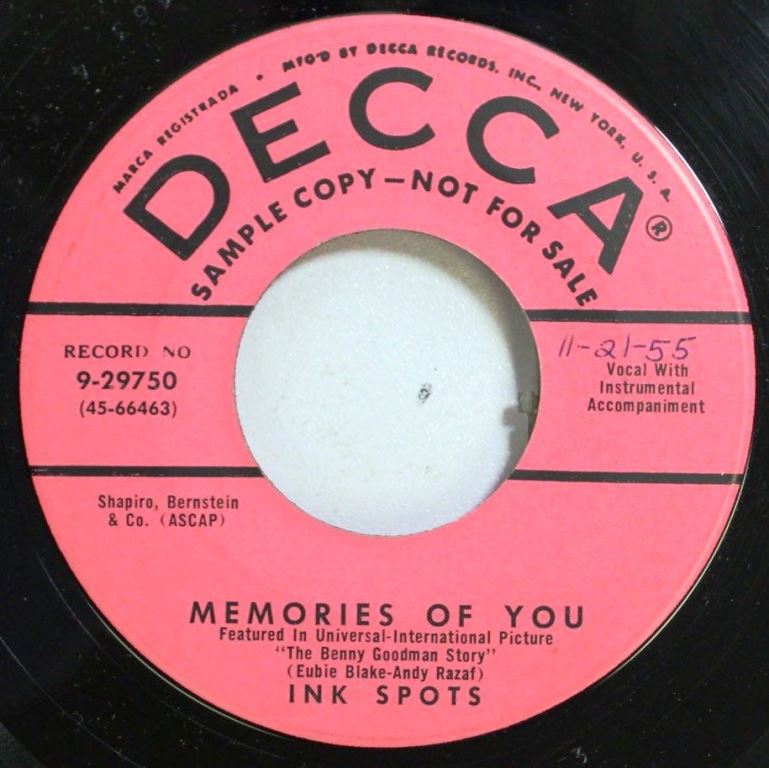 MARCA REGISTRADA • MFG'D BY DECCA RECORDS, INC., NEW YORK, U. S. A.
DECCA®
SAMPLE COPY—NOT FOR SALE
RECORD NO
9-29750
(45-66463)
11-21-55
Vocal With
Instrumental
Accompaniment
Shapiro, Bernstein
& Co. (ASCAP)
MEMORIES OF YOU
Featured In Universal-International Picture
"The Benny Goodman Story"
(Eubie Blake-Andy Razaf)
INK SPOTS